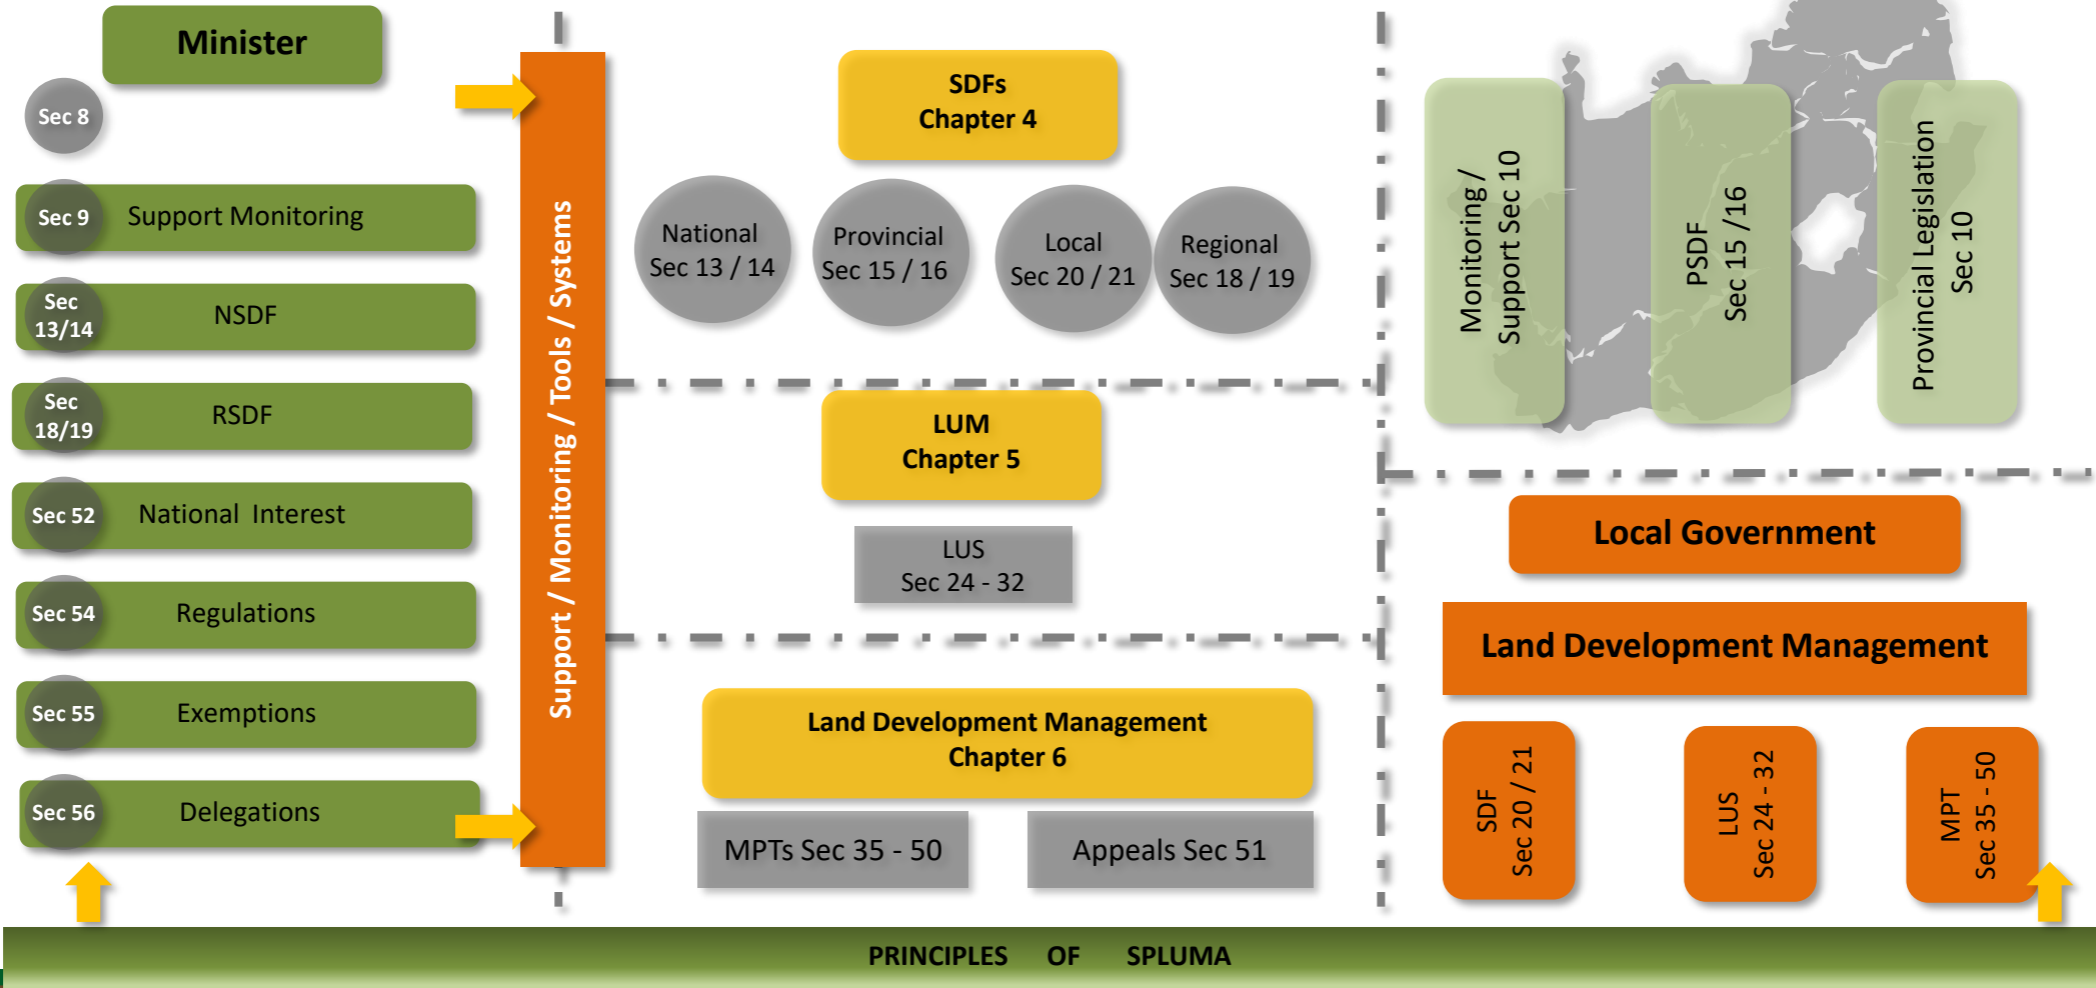 Minister
Sec 8
Sec 9
Support Monitoring
Sec
13/14
NSDF
Sec
18/19
RSDF
Sec 52
National Interest
Sec 54
Regulations
Sec 55
Exemptions
Sec 56
Delegations
Support / Monitoring / Tools / Systems
SDFs
Chapter 4
National
Sec 13 / 14
Provincial
Sec 15 / 16
Local
Sec 20 / 21
Regional
Sec 18 / 19
LUM
Chapter 5
LUS
Sec 24 - 32
Land Development Management
Chapter 6
MPTs Sec 35 - 50
Appeals Sec 51
Monitoring /
Support Sec 10
PSDF
Sec 15 /16
Provincial Legislation
Sec 10
Local Government
Land Development Management
SDF
Sec 20 / 21
LUS
Sec 24 - 32
MPT
Sec 35 - 50
PRINCIPLES OF SPLUMA